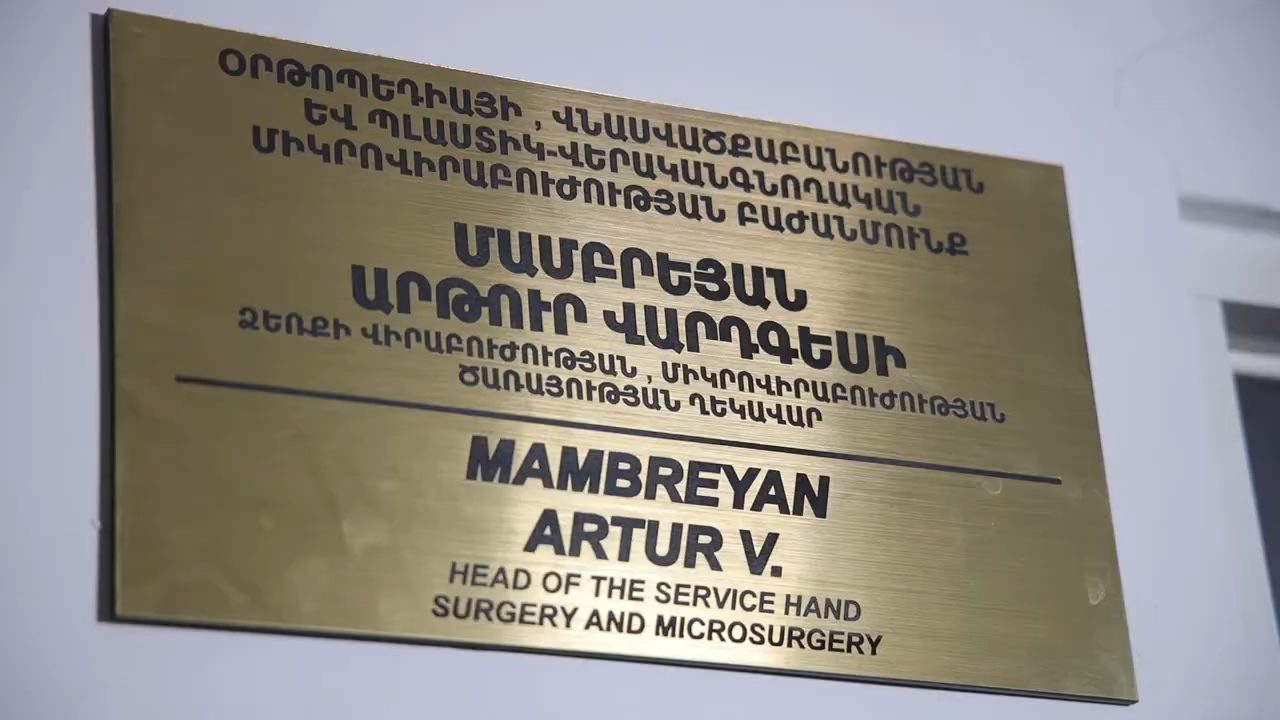 ՕՐԹՈՊԵԴԻԱՅԻ , ՎՆԱՍՎԱԾՔԱԲԱՆՈՒԹՅԱՆ
ԵՎ ՊԼԱՍՏԻԿ-ՎԵՐԱԿԱՆԳՆՈՂԱԿԱՆ
ՄԻԿՐՈՎԻՐԱԲՈՒԺՈՒԹՅԱՆ ԲԱԺԱՆՄՈՒՆՔ
ՄԱՄԲՐԵՅԱՆ
ԱՐԹՈՒՐ ՎԱՐԴԳԵՍԻ
ՁԵՌՔԻ ՎԻՐԱԲՈՒԺՈՒԹՅԱՆ , ՄԻԿՐՈՎԻՐԱԲՈՒԺՈՒԹՅԱՆ
ԾԱՌԱՅՈՒԹՅԱՆ ՂԵԿԱՎԱՐ
MAMBREYAN
ARTUR V.
HEAD OF THE SERVICE HAND
SURGERY AND MICROSURGERY